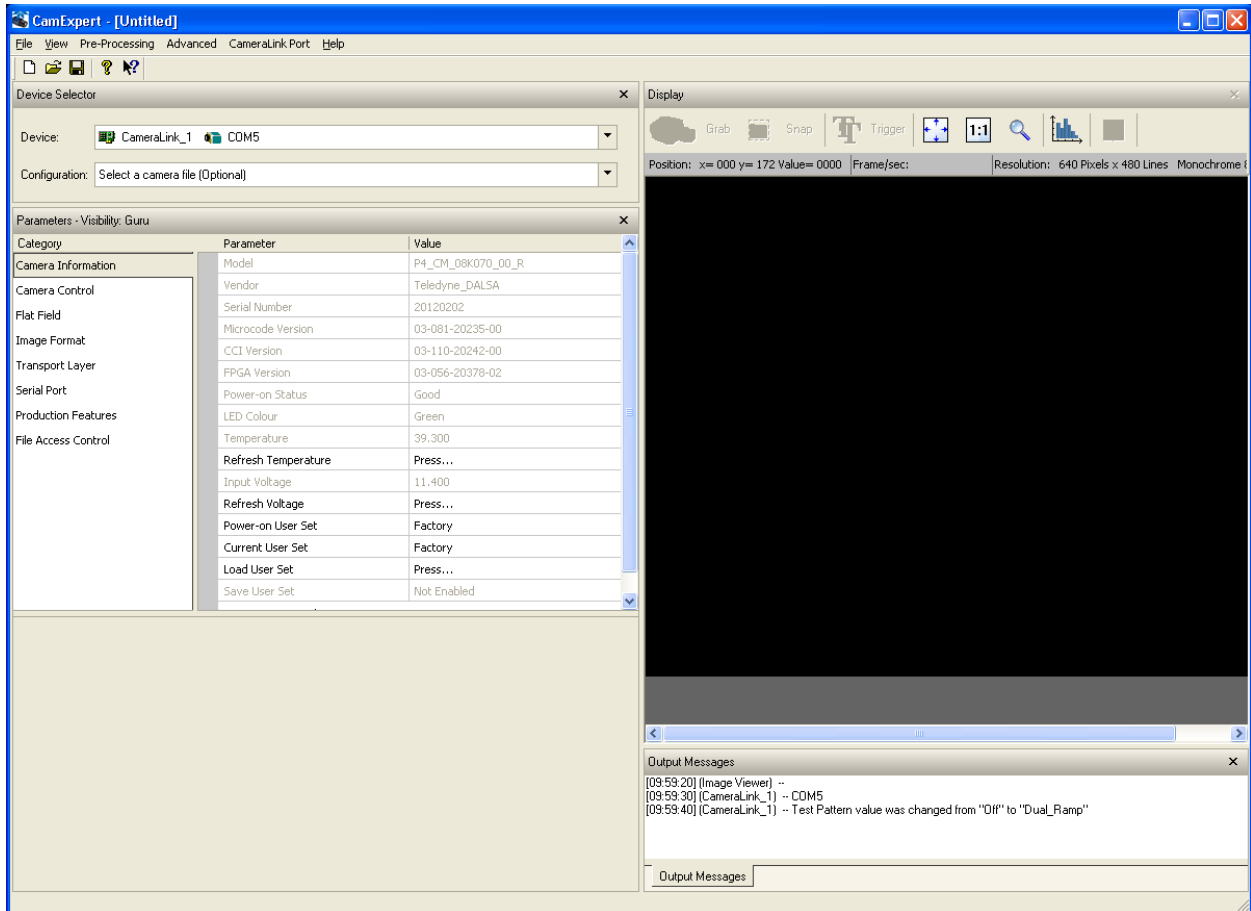 CamExpert - [Untitled]
File View Pre-Processing Advanced CameraLink Port Help
Device Selector
Device: CameraLink_1 COM5
Configuration: Select a camera file (Optional)
Parameters - Visibility: Guru
Category Parameter Value
Camera Information
Camera Control
Flat Field
Image Format
Transport Layer
Serial Port
Production Features
File Access Control
Model P4_CM_08K070_00_R
Vendor Teledyne_DALSA
Serial Number 20120202
Microcode Version 03-081-20235-00
CCI Version 03-110-20242-00
FPGA Version 03-056-20378-02
Power-on Status Good
LED Colour Green
Temperature 39.300
Refresh Temperature Press...
Input Voltage 11.400
Refresh Voltage Press...
Power-on User Set Factory
Current User Set Factory
Load User Set Press...
Save User Set Not Enabled
Display
Grab Snap Trigger 1:1
Position: x= 000 y= 172 Value= 0000 Frame/sec: Resolution: 640 Pixels x 480 Lines Monochrome
Output Messages
[09:59:20] (Image Viewer) --
[09:59:30] (CameraLink_1) -- COM5
[09:59:40] (CameraLink_1) -- Test Pattern value was changed from "Off" to "Dual_Ramp"
Output Messages